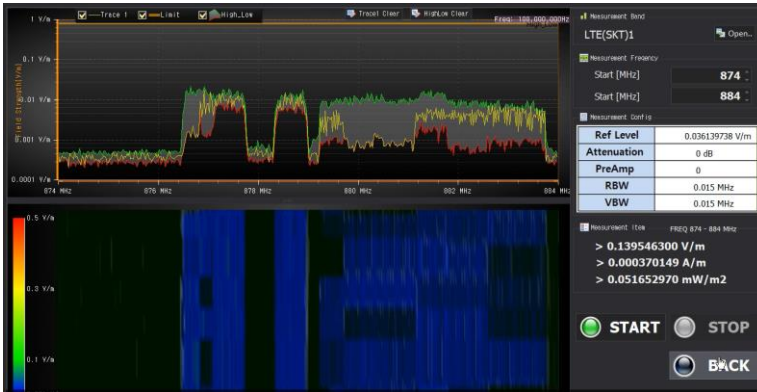 Trace 1
Limit
High_Low
Trace1 Clear
HighLow Clear
Freq: 108,000,000Hz
1 V/m
0.1 V/m
0.01 V/m
0.001 V/m
0.0001 V/m
Field Strength[V/m]
874 MHz
876 MHz
878 MHz
880 MHz
882 MHz
884 MHz
0.5 V/m
0.3 V/m
0.1 V/m
Measurement Band
LTE(SKT)1
Open..
Measurement Freqency
Start [MHz]
874
Start [MHz]
884
Measurement Config
Ref Level 0.036139738 V/m
Attenuation 0 dB
PreAmp 0
RBW 0.015 MHz
VBW 0.015 MHz
Measurement Item
FREQ 874 - 884 MHz
> 0.139546300 V/m
> 0.000370149 A/m
> 0.051652970 mW/m2
START
STOP
BACK